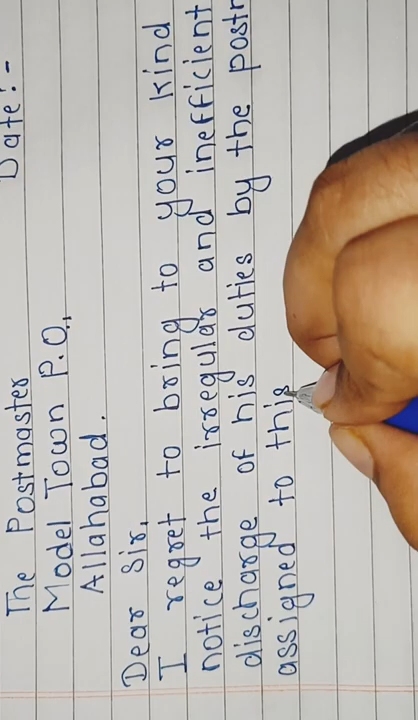 Date:-
The Postmaster
Model Town P.O.,
Allahabad.
Dear Sir,
I regret to bring to your kind
notice the irregular and inefficient
discharge of his duties by the
assigned to this